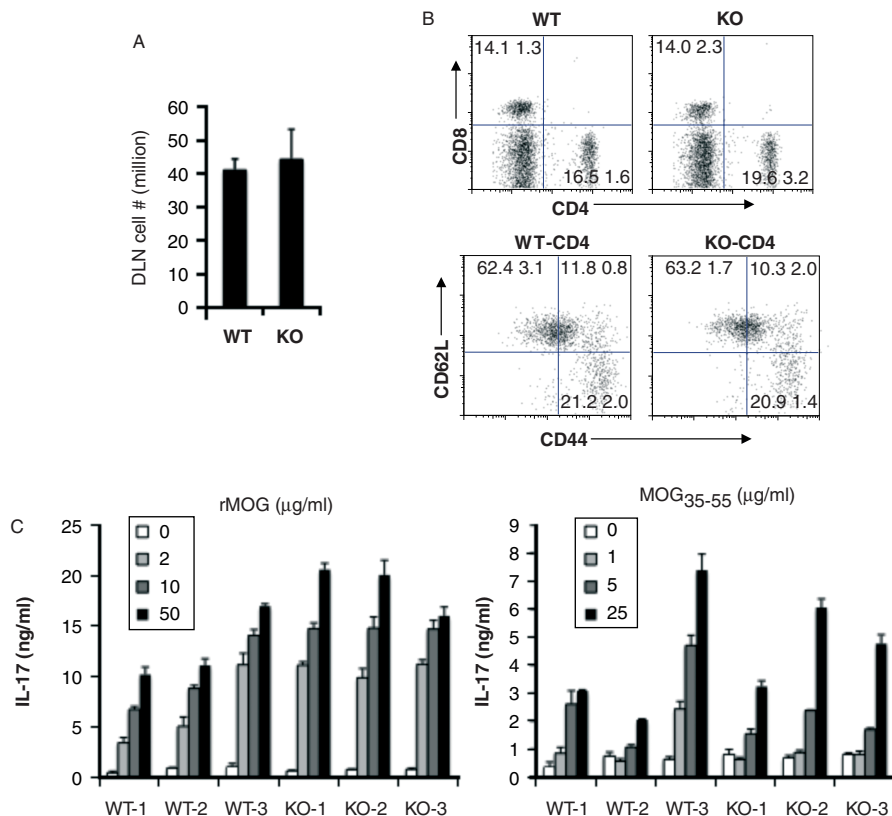 A
DLN cell # (million)
60
50
40
30
20
10
0
WT
KO
B
WT
KO
14.1 1.3
14.0 2.3
CD8
16.5 1.6
19.6 3.2
CD4
WT-CD4
KO-CD4
62.4 3.1
11.8 0.8
63.2 1.7
10.3 2.0
CD62L
21.2 2.0
20.9 1.4
CD44
C
rMOG (μg/ml)
IL-17 (ng/ml)
25
20
15
10
5
0
0
2
10
50
WT-1
WT-2
WT-3
KO-1
KO-2
KO-3
MOG35-55 (μg/ml)
IL-17 (ng/ml)
9
8
7
6
5
4
3
2
1
0
0
1
5
25
WT-1
WT-2
WT-3
KO-1
KO-2
KO-3